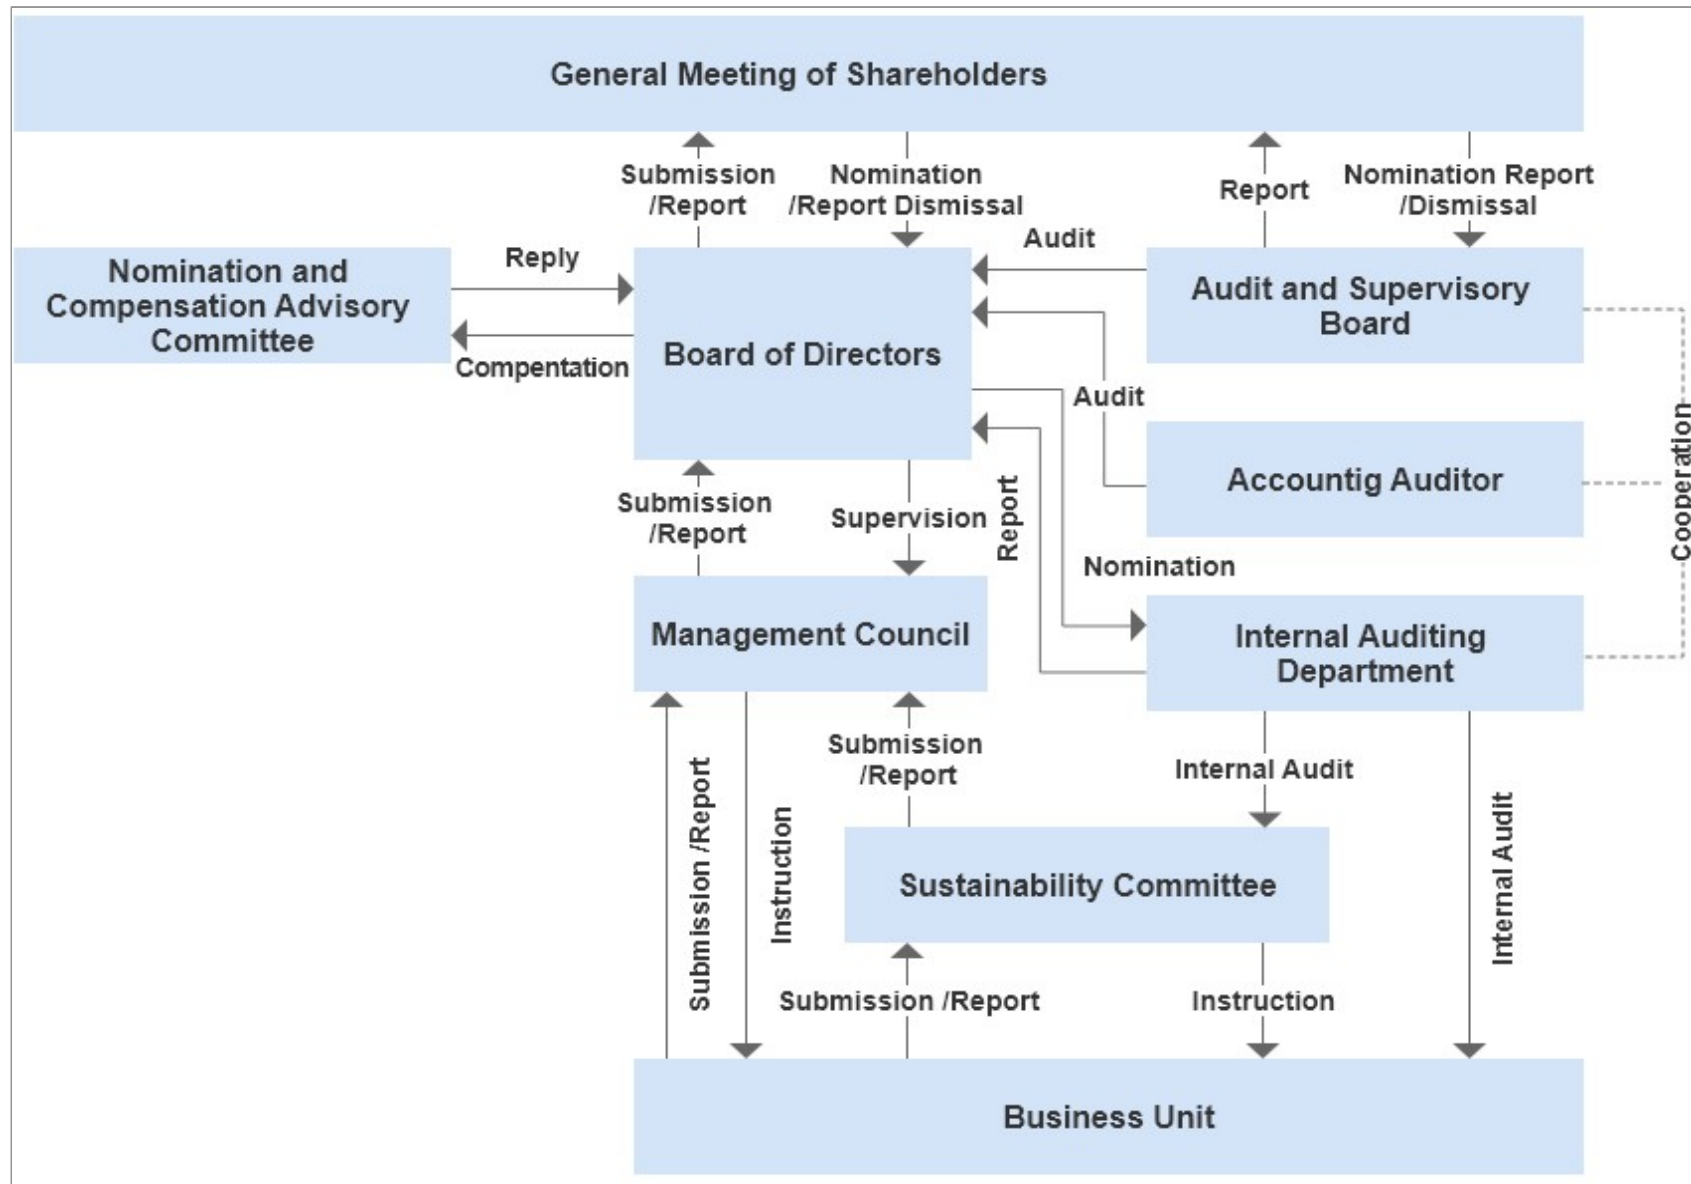 General Meeting of Shareholders
Submission
/Report
Nomination
/Report Dismissal
Report
Nomination Report
/Dismissal
Audit
Reply
Nomination and
Compensation Advisory
Committee
Compentation
Board of Directors
Audit and Supervisory
Board
Audit
Accountig Auditor
Cooperation
Submission
/Report
Supervision
Report
Nomination
Management Council
Internal Auditing
Department
Submission /Report
Instruction
Submission
/Report
Internal Audit
Internal Audit
Sustainability Committee
Submission /Report
Instruction
Business Unit